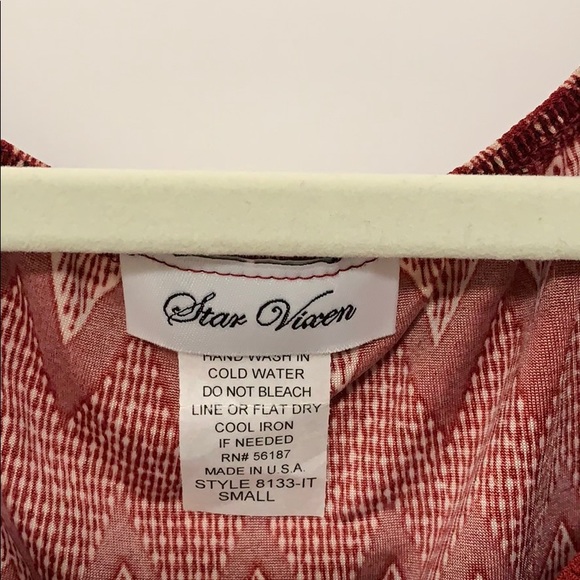 Star Vixen
HAND WASH IN
COLD WATER
DO NOT BLEACH
LINE OR FLAT DRY
COOL IRON
IF NEEDED
RN# 56187
MADE IN U.S.A.
STYLE 8133-IT
SMALL